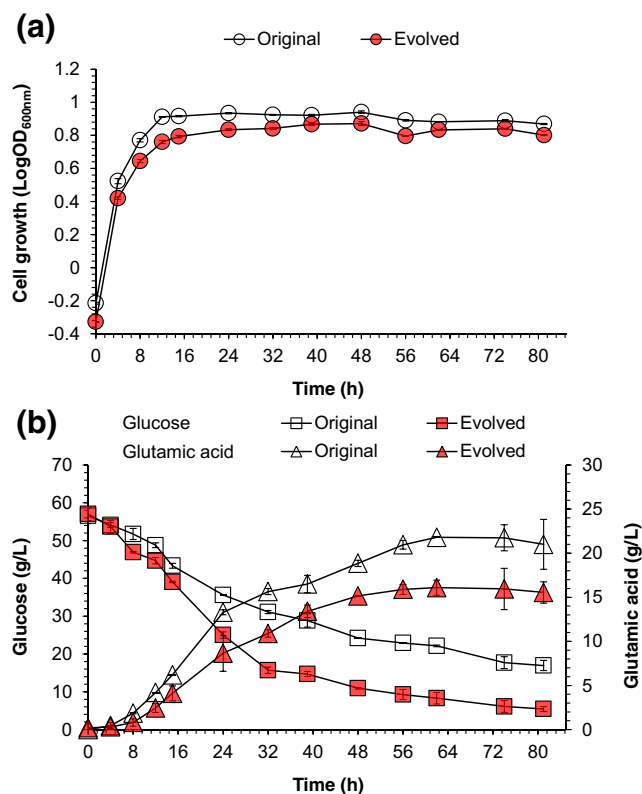 (a)
Original Evolved
Cell growth (LogOD600nm)
1.2
1
0.8
0.6
0.4
0.2
0
-0.2
-0.4
0 8 16 24 32 40 48 56 64 72 80
Time (h)
(b)
Glucose Original Evolved
Glutamic acid Original Evolved
Glucose (g/L)
70
60
50
40
30
20
10
0
30
25
20
15
10
5
0
Glutamic acid (g/L)
0 8 16 24 32 40 48 56 64 72 80
Time (h)